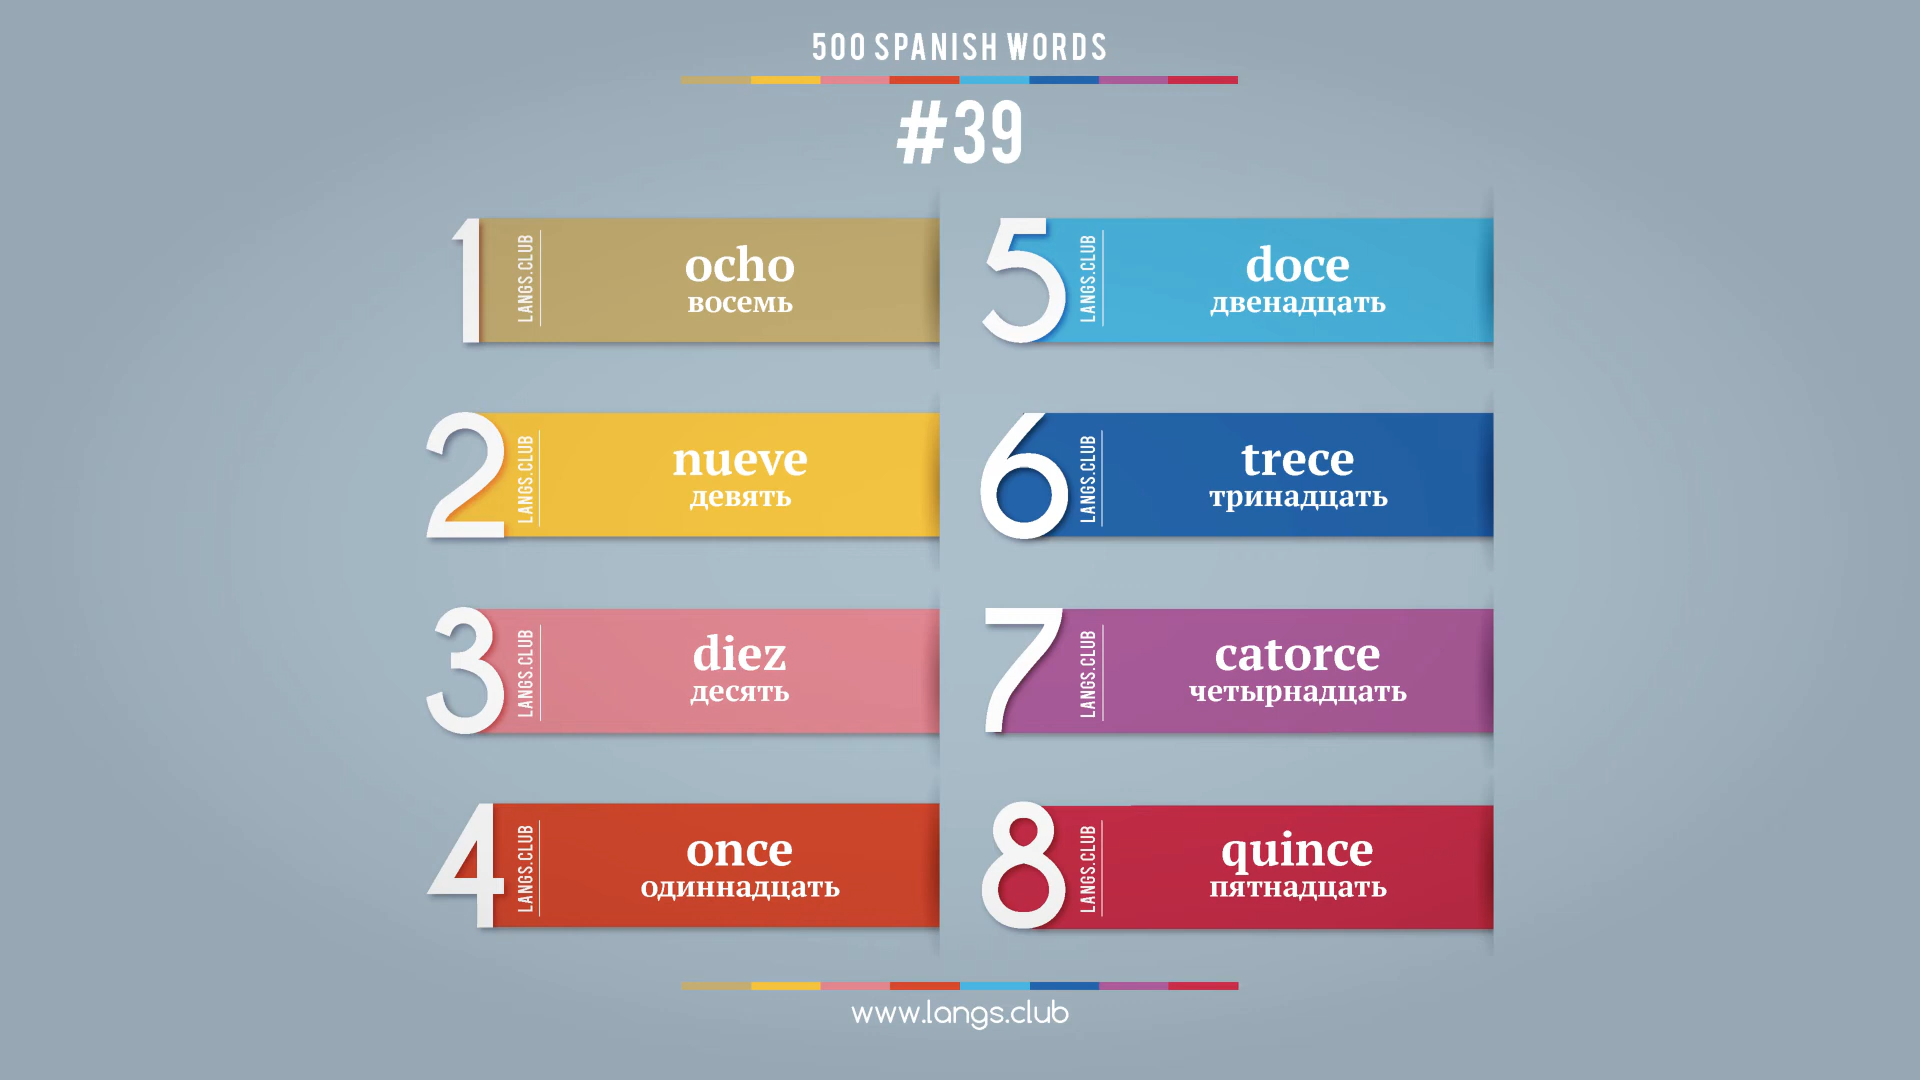 500 SPANISH WORDS
#39
1
LANGS.CLUB
ocho
восемь
2
LANGS.CLUB
nueve
девять
3
LANGS.CLUB
diez
десять
4
LANGS.CLUB
once
одиннадцать
5
LANGS.CLUB
doce
двенадцать
6
LANGS.CLUB
trece
тринадцать
7
LANGS.CLUB
catorce
четырнадцать
8
LANGS.CLUB
quince
пятнадцать
www.langs.club